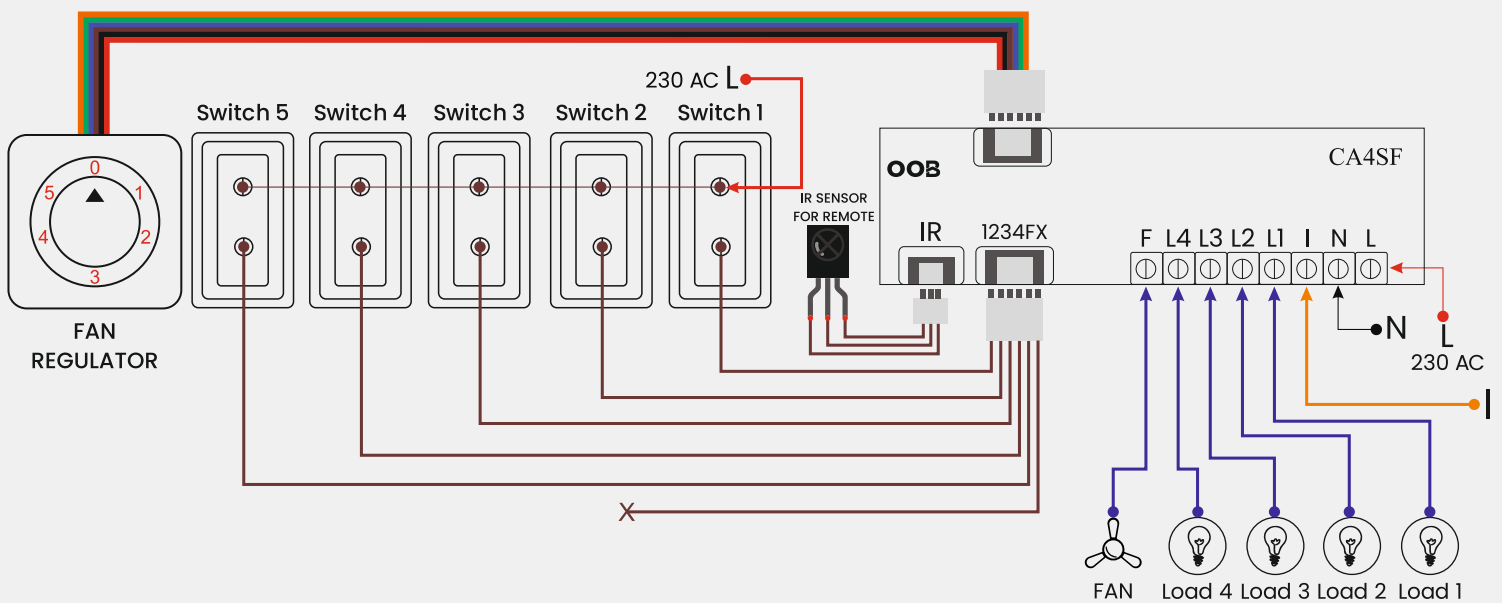 230 AC L
Switch 5
Switch 4
Switch 3
Switch 2
Switch 1
0
1
2
3
4
5
FAN
REGULATOR
IR SENSOR
FOR REMOTE
OOB
CA4SF
IR
1234FX
F L4 L3 L2 L1 I N L
N
L
230 AC
I
X
FAN
Load 4
Load 3
Load 2
Load 1